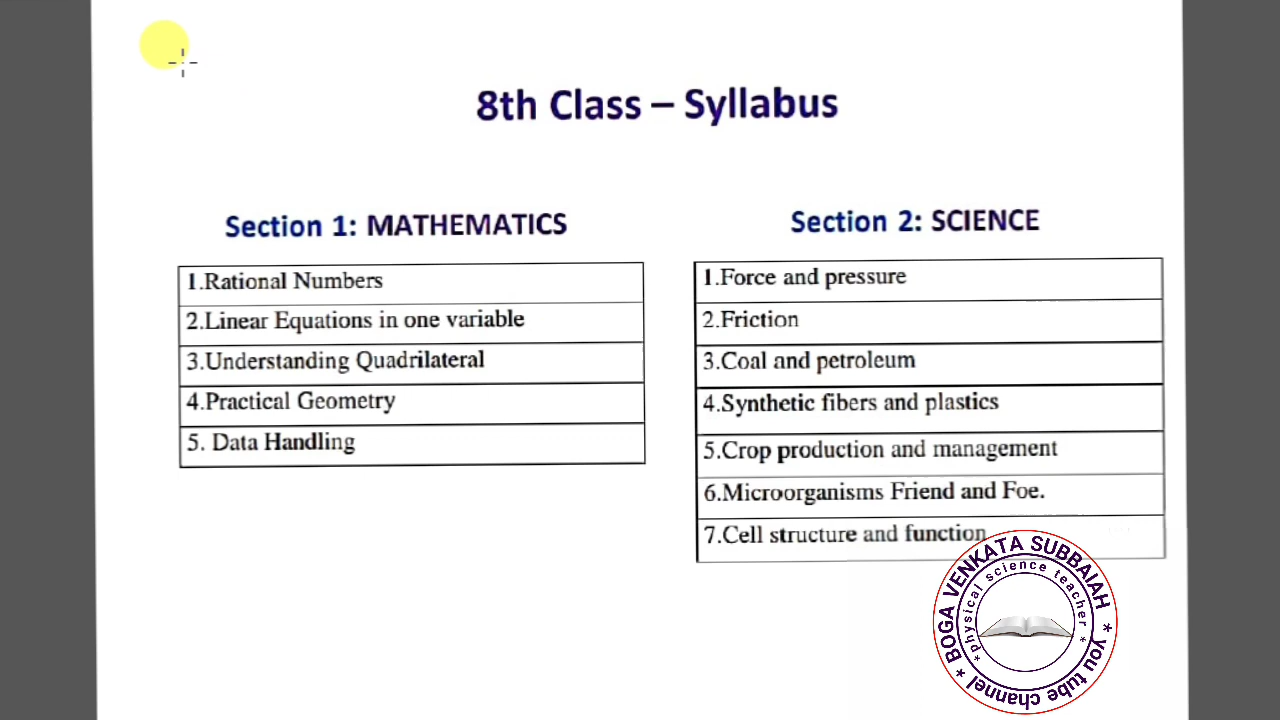 8th Class – Syllabus
Section 1: MATHEMATICS
1.Rational Numbers
2.Linear Equations in one variable
3.Understanding Quadrilateral
4.Practical Geometry
5. Data Handling
Section 2: SCIENCE
1.Force and pressure
2.Friction
3.Coal and petroleum
4.Synthetic fibers and plastics
5.Crop production and management
6.Microorganisms Friend and Foe.
7.Cell structure and function
* BOGA VENKATA SUBBAIAH * you tube channel
* physical science teacher *